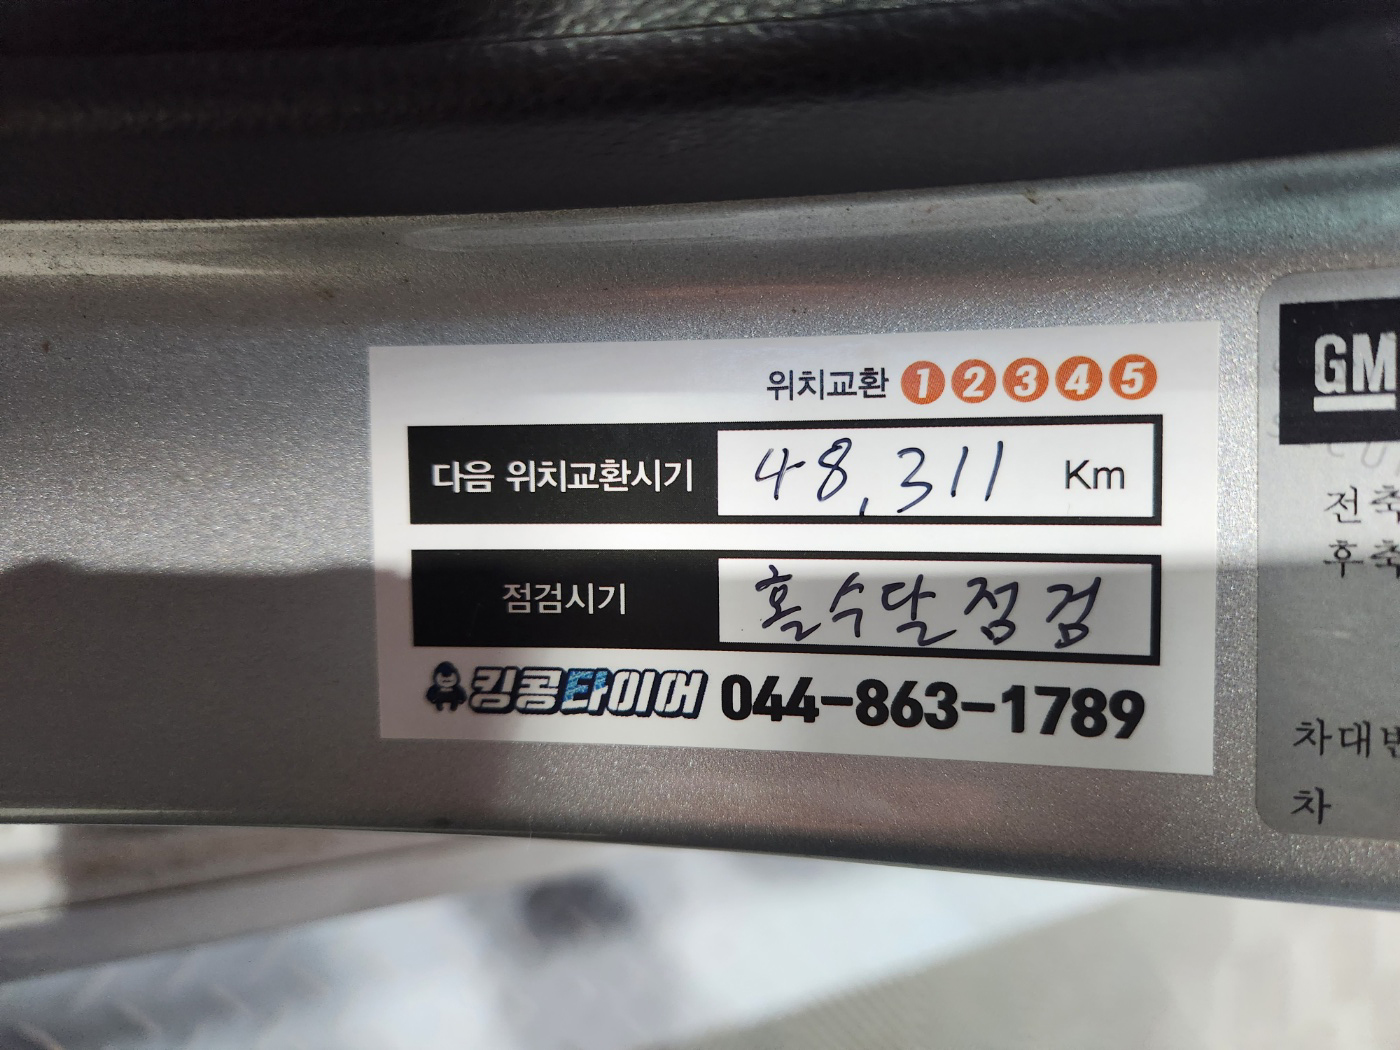 위치교환 1 2 3 4 5
다음 위치교환시기 48,311 Km
점검시기 홀수달점검
킹콩타이어 044-863-1789
GM
전축
후축
차대번
차